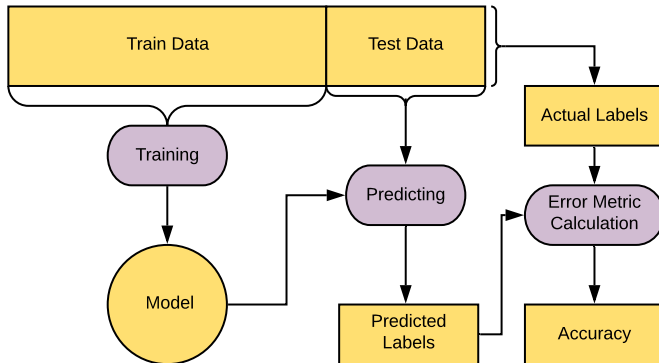 Train Data
Test Data
Actual Labels
Training
Predicting
Error Metric
Calculation
Model
Predicted
Labels
Accuracy